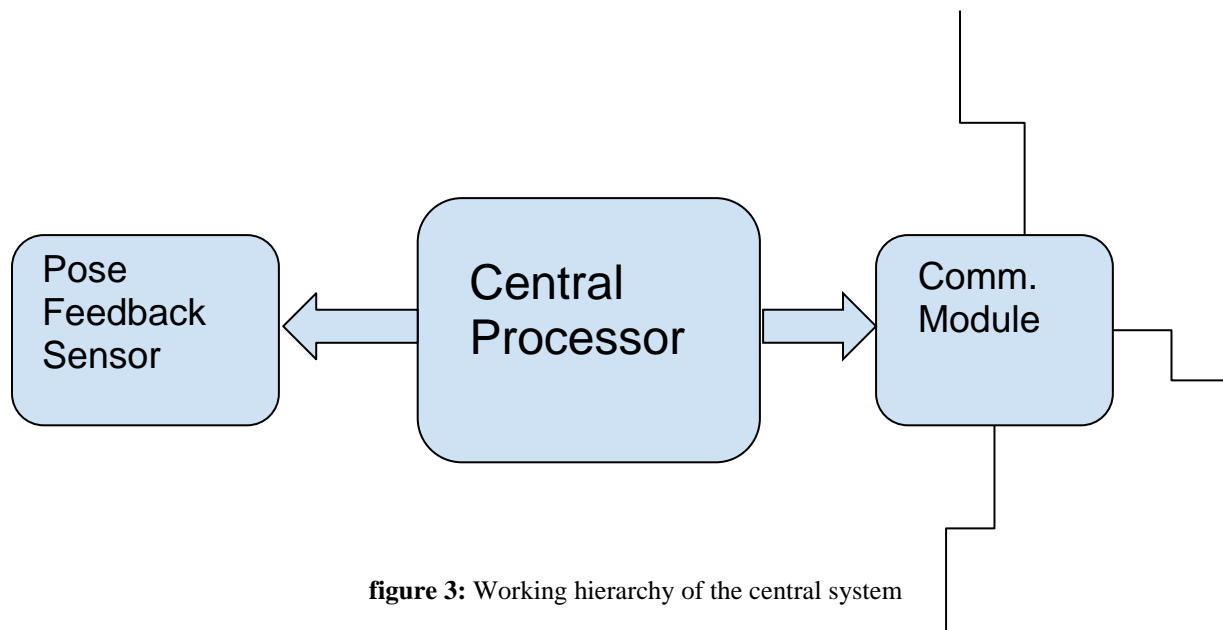 Pose
Feedback
Sensor
Central
Processor
Comm.
Module
figure 3: Working hierarchy of the central system